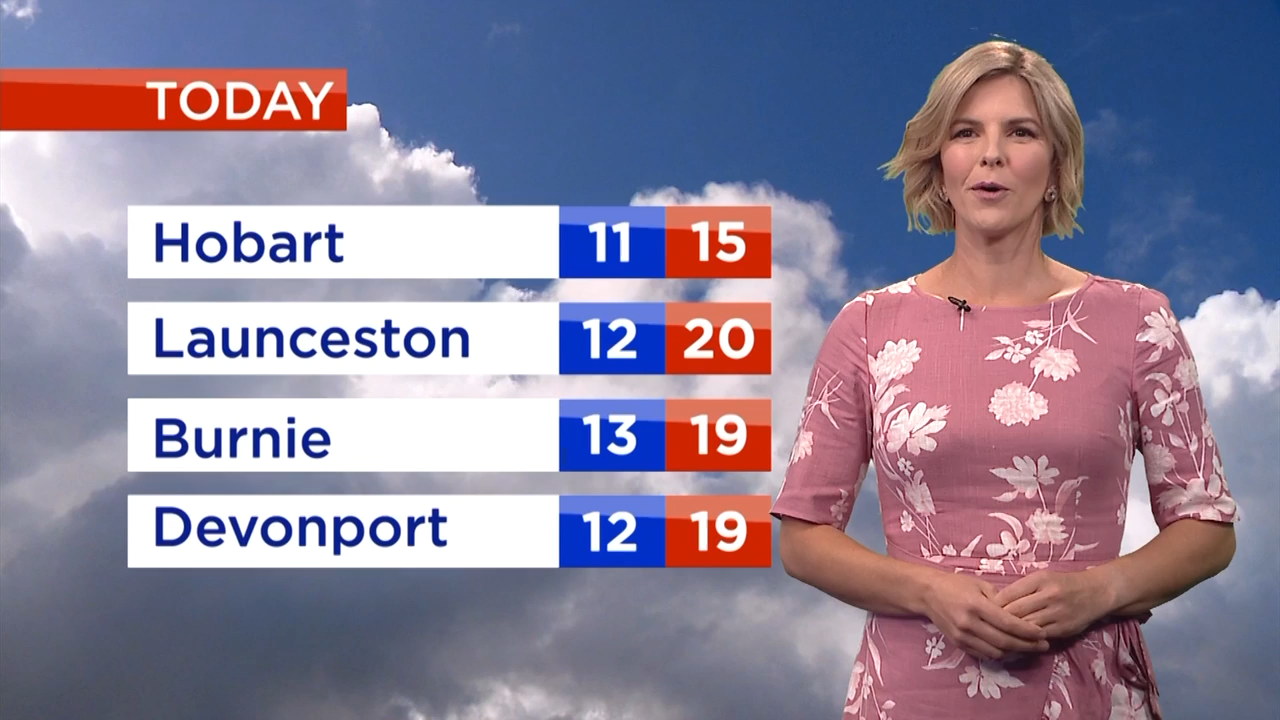 TODAY
Hobart 11 15
Launceston 12 20
Burnie 13 19
Devonport 12 19